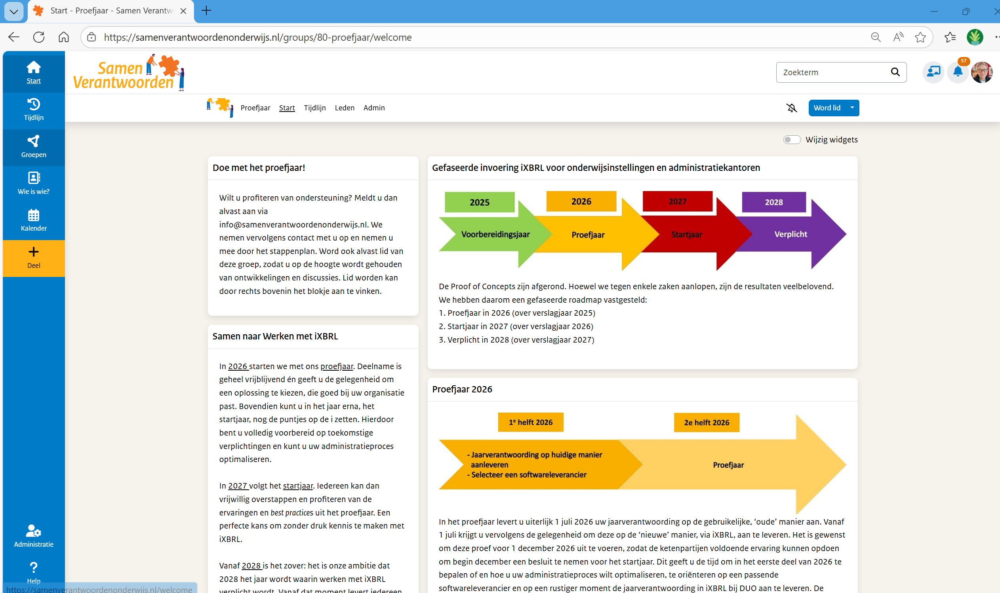 Start - Proefjaar - Samen Verantw
https://samenverantwoordenonderwijs.nl/groups/80-proefjaar/welcome
Start
Tijdlijn
Groepen
Wie is wie?
Kalender
Deel
Administratie
Help
https://samenverantwoordenonderwijs.nl/welcome
Samen
Verantwoorden
Zoekterm
57
Proefjaar Start Tijdlijn Leden Admin
Word lid
Wijzig widgets
Doe met het proefjaar!
Wilt u profiteren van ondersteuning? Meldt u dan
alvast aan via
info@samenverantwoordenonderwijs.nl. We
nemen vervolgens contact met u op en nemen u
mee door het stappenplan. Word ook alvast lid van
deze groep, zodat u op de hoogte wordt gehouden
van ontwikkelingen en discussies. Lid worden kan
door rechts bovenin het blokje aan te vinken.
Samen naar Werken met iXBRL
In 2026 starten we met ons proefjaar. Deelname is
geheel vrijblijvend én geeft u de gelegenheid om
een oplossing te kiezen, die goed bij uw organisatie
past. Bovendien kunt u in het jaar erna, het
startjaar, nog de puntjes op de i zetten. Hierdoor
bent u volledig voorbereid op toekomstige
verplichtingen en kunt u uw administratieproces
optimaliseren.
In 2027 volgt het startjaar. Iedereen kan dan
vrijwillig overstappen en profiteren van de
ervaringen en best practices uit het proefjaar. Een
perfecte kans om zonder druk kennis te maken met
iXBRL.
Vanaf 2028 is het zover: het is onze ambitie dat
2028 het jaar wordt waarin werken met iXBRL
verplicht wordt. Vanaf dat moment levert iedereen
Gefaseerde invoering iXBRL voor onderwijsinstellingen en administratiekantoren
2025 2026 2027 2028
Voorbereidingsjaar Proefjaar Startjaar Verplicht
De Proof of Concepts zijn afgerond. Hoewel we tegen enkele zaken aanlopen, zijn de resultaten veelbelovend.
We hebben daarom een gefaseerde roadmap vastgesteld:
1. Proefjaar in 2026 (over verslagjaar 2025)
2. Startjaar in 2027 (over verslagjaar 2026)
3. Verplicht in 2028 (over verslagjaar 2027)
Proefjaar 2026
1e helft 2026 2e helft 2026
- Jaarverantwoording op huidige manier
aanleveren
- Selecteer een softwareleverancier
Proefjaar
In het proefjaar levert u uiterlijk 1 juli 2026 uw jaarverantwoording op de gebruikelijke, ‘oude’ manier aan. Vanaf
1 juli krijgt u vervolgens de gelegenheid om deze op de ‘nieuwe’ manier, via iXBRL, aan te leveren. Het is gewenst
om deze proef voor 1 december 2026 uit te voeren, zodat de ketenpartijen voldoende ervaring kunnen opdoen
om begin december een besluit te nemen voor het startjaar. Dit geeft u de tijd om in het eerste deel van 2026 te
bepalen of en hoe u uw administratieproces wilt optimaliseren, te oriënteren op een passende
softwareleverancier en op een rustiger moment de jaarverantwoording in iXBRL bij DUO aan te leveren. De